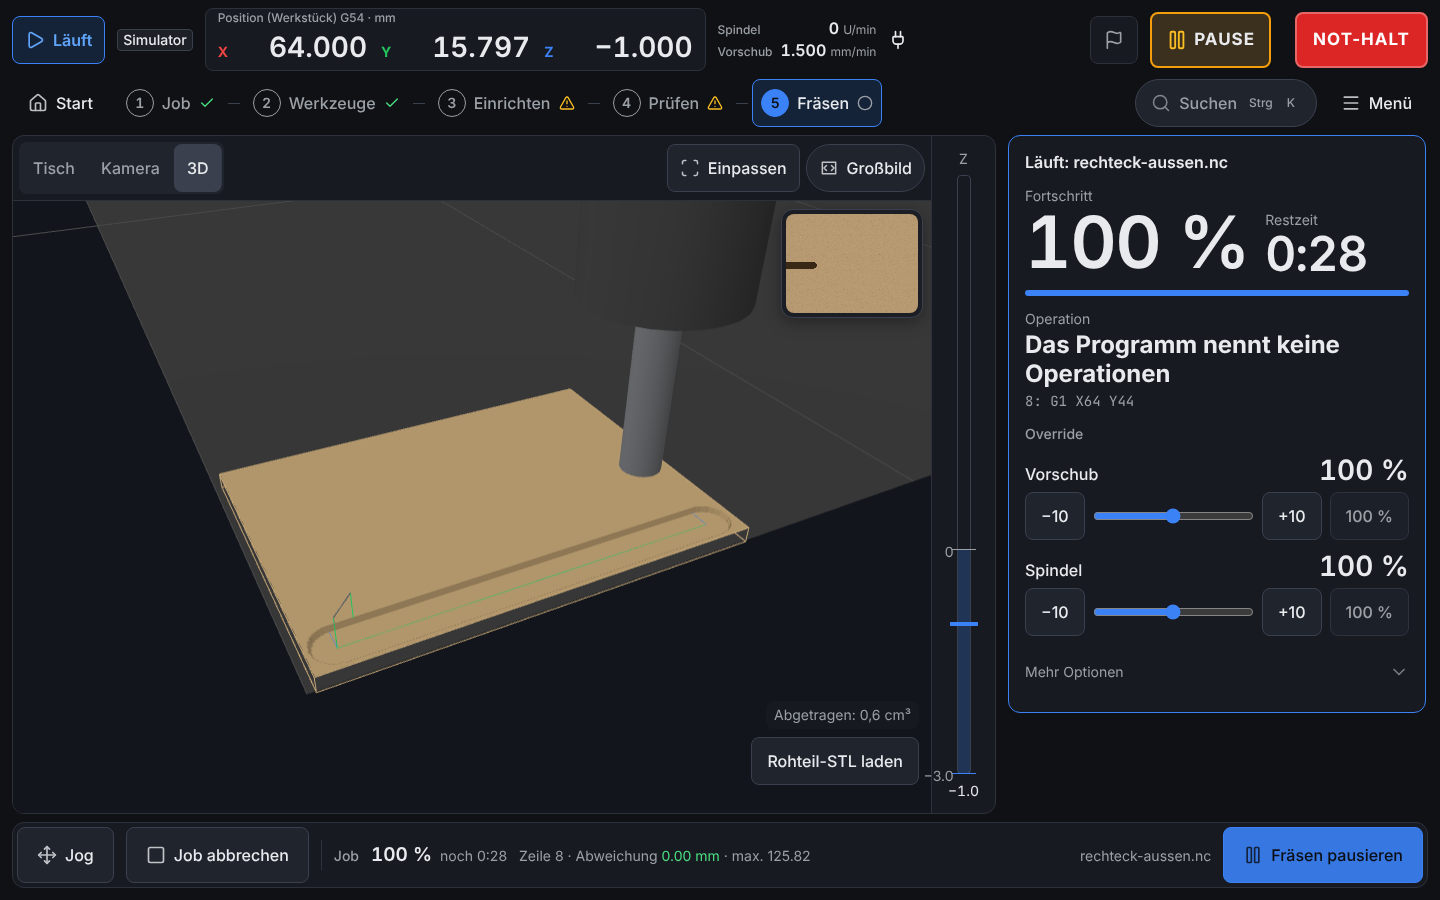 Läuft
Simulator
Position (Werkstück) G54 · mm
X 64.000 Y 15.797 Z −1.000
Spindel 0 U/min
Vorschub 1.500 mm/min
PAUSE
NOT-HALT
Start
1 Job
2 Werkzeuge
3 Einrichten
4 Prüfen
5 Fräsen
Suchen Strg K
Menü
Tisch Kamera 3D
Einpassen
Großbild
Z
0
−3.0
−1.0
Abgetragen: 0,6 cm³
Rohteil-STL laden
Läuft: rechteck-aussen.nc
Fortschritt
100 %
Restzeit
0:28
Operation
Das Programm nennt keine
Operationen
8: G1 X64 Y44
Override
Vorschub 100 %
−10 +10 100 %
Spindel 100 %
−10 +10 100 %
Mehr Optionen
Jog
Job abbrechen
Job 100 % noch 0:28 Zeile 8 · Abweichung 0.00 mm · max. 125.82
rechteck-aussen.nc
Fräsen pausieren